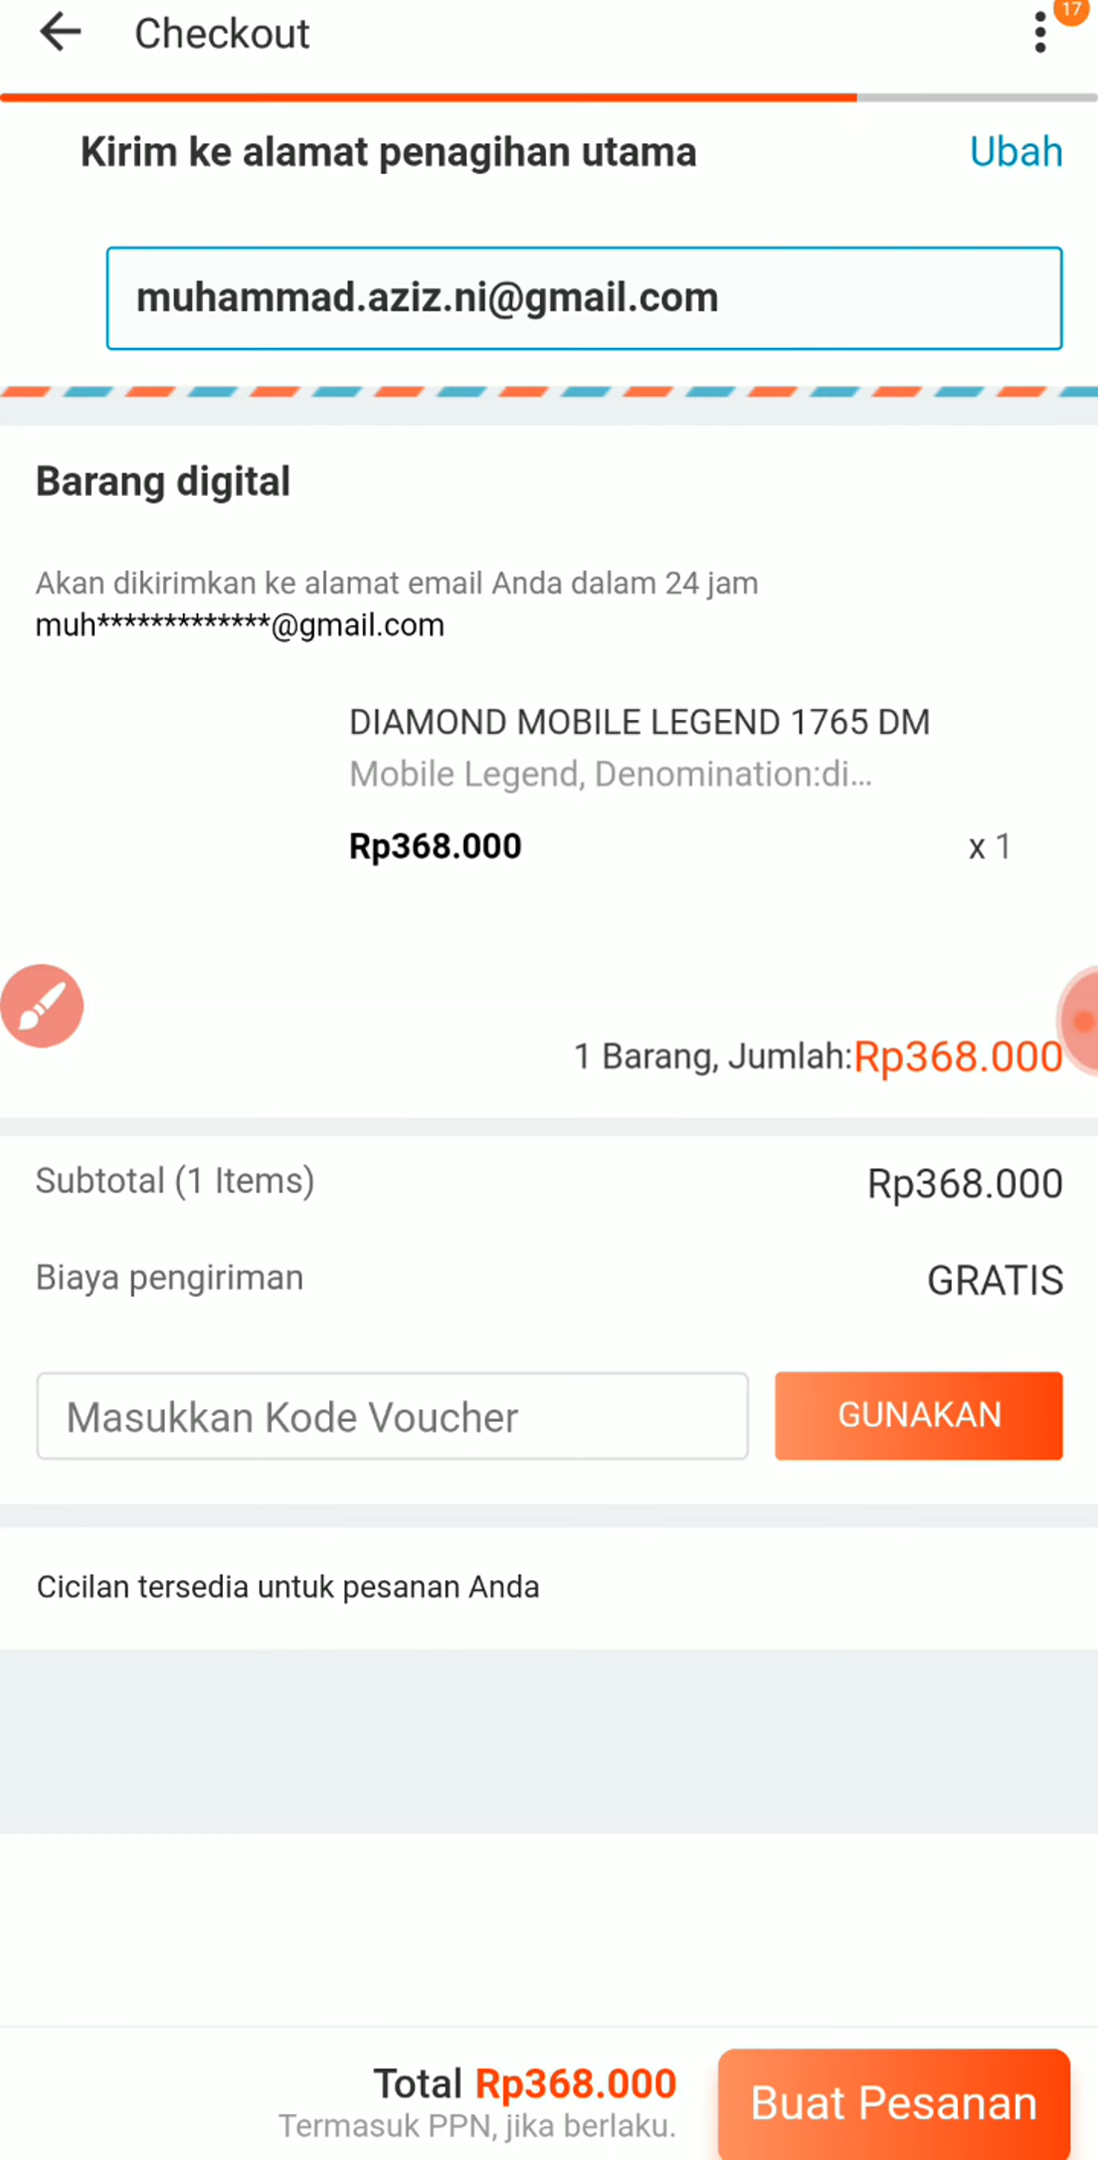 Checkout
17
Kirim ke alamat penagihan utama
Ubah
muhammad.aziz.ni@gmail.com
Barang digital
Akan dikirimkan ke alamat email Anda dalam 24 jam
muh*************@gmail.com
DIAMOND MOBILE LEGEND 1765 DM
Mobile Legend, Denomination:di...
Rp368.000
x 1
1 Barang, Jumlah:Rp368.000
Subtotal (1 Items)
Rp368.000
Biaya pengiriman
GRATIS
Masukkan Kode Voucher
GUNAKAN
Cicilan tersedia untuk pesanan Anda
Total Rp368.000
Termasuk PPN, jika berlaku.
Buat Pesanan